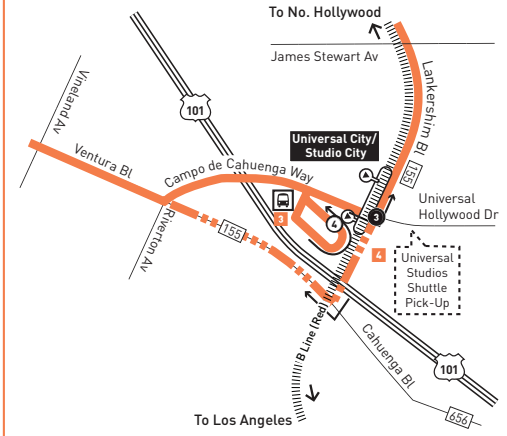 To No. Hollywood
James Stewart Av
Vineland Av
101
Lankershim Bl
Universal City/
Studio City
155
Ventura Bl
Campo de Cahuenga Way
3
4
3
Universal
Hollywood Dr
Riverton Av
155
4
Universal
Studios
Shuttle
Pick-Up
B Line (Red)
Cahuenga Bl
101
To Los Angeles
656